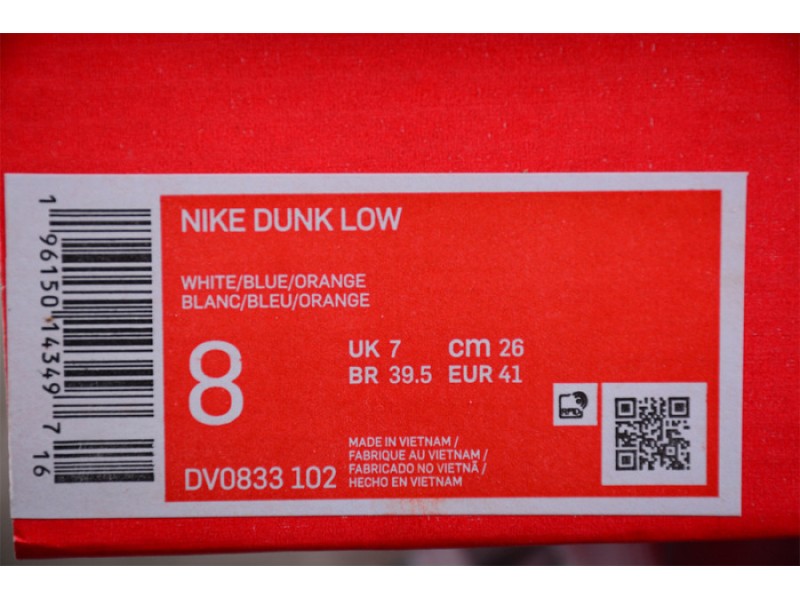 NIKE DUNK LOW
WHITE/BLUE/ORANGE
BLANC/BLEU/ORANGE
8
UK 7 cm 26
BR 39.5 EUR 41
DV0833 102
MADE IN VIETNAM /
FABRIQUE AU VIETNAM /
FABRICADO NO VIETNÃ /
HECHO EN VIETNAM
1 96150 14349 7 16